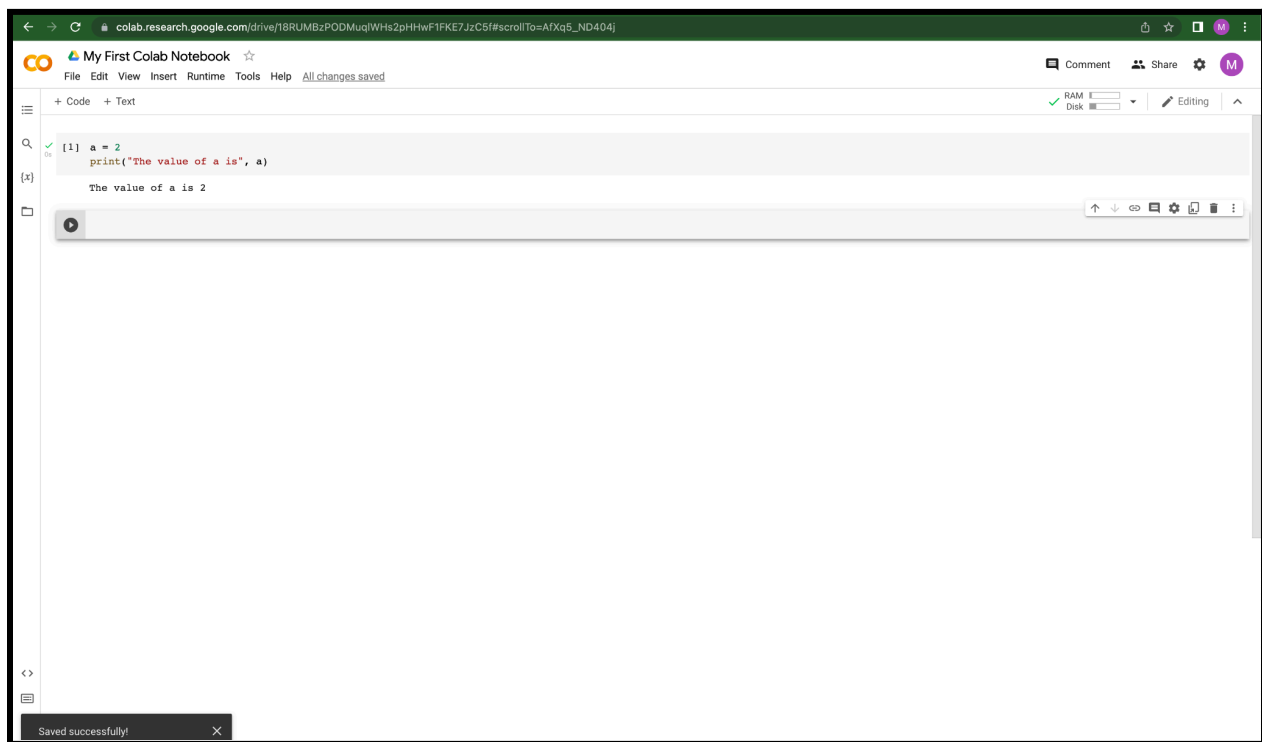 colab.research.google.com/drive/18RUMBzPODMuqlWHs2pHHwF1FKE7JzC5f#scrollTo=AfXq5_ND404j
M
My First Colab Notebook
File Edit View Insert Runtime Tools Help All changes saved
Comment Share M
+ Code + Text
RAM
Disk
Editing
[1] a = 2
0s
print("The value of a is", a)
{x}
The value of a is 2
<>
Saved successfully!